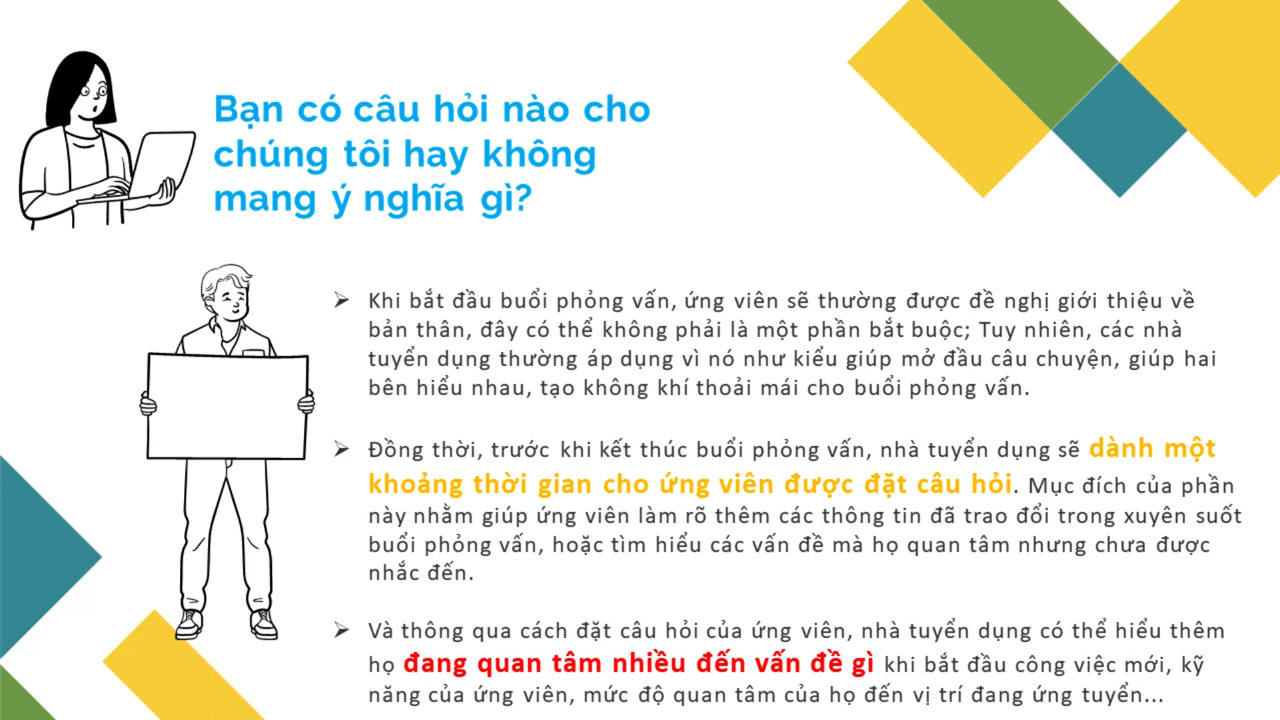 Bạn có câu hỏi nào cho
chúng tôi hay không
mang ý nghĩa gì?
➢ Khi bắt đầu buổi phỏng vấn, ứng viên sẽ thường được đề nghị giới thiệu về
bản thân, đây có thể không phải là một phần bắt buộc; Tuy nhiên, các nhà
tuyển dụng thường áp dụng vì nó như kiểu giúp mở đầu câu chuyện, giúp hai
bên hiểu nhau, tạo không khí thoải mái cho buổi phỏng vấn.
➢ Đồng thời, trước khi kết thúc buổi phỏng vấn, nhà tuyển dụng sẽ dành một
khoảng thời gian cho ứng viên được đặt câu hỏi. Mục đích của phần
này nhằm giúp ứng viên làm rõ thêm các thông tin đã trao đổi trong xuyên suốt
buổi phỏng vấn, hoặc tìm hiểu các vấn đề mà họ quan tâm nhưng chưa được
nhắc đến.
➢ Và thông qua cách đặt câu hỏi của ứng viên, nhà tuyển dụng có thể hiểu thêm
họ đang quan tâm nhiều đến vấn đề gì khi bắt đầu công việc mới, kỹ
năng của ứng viên, mức độ quan tâm của họ đến vị trí đang ứng tuyển...